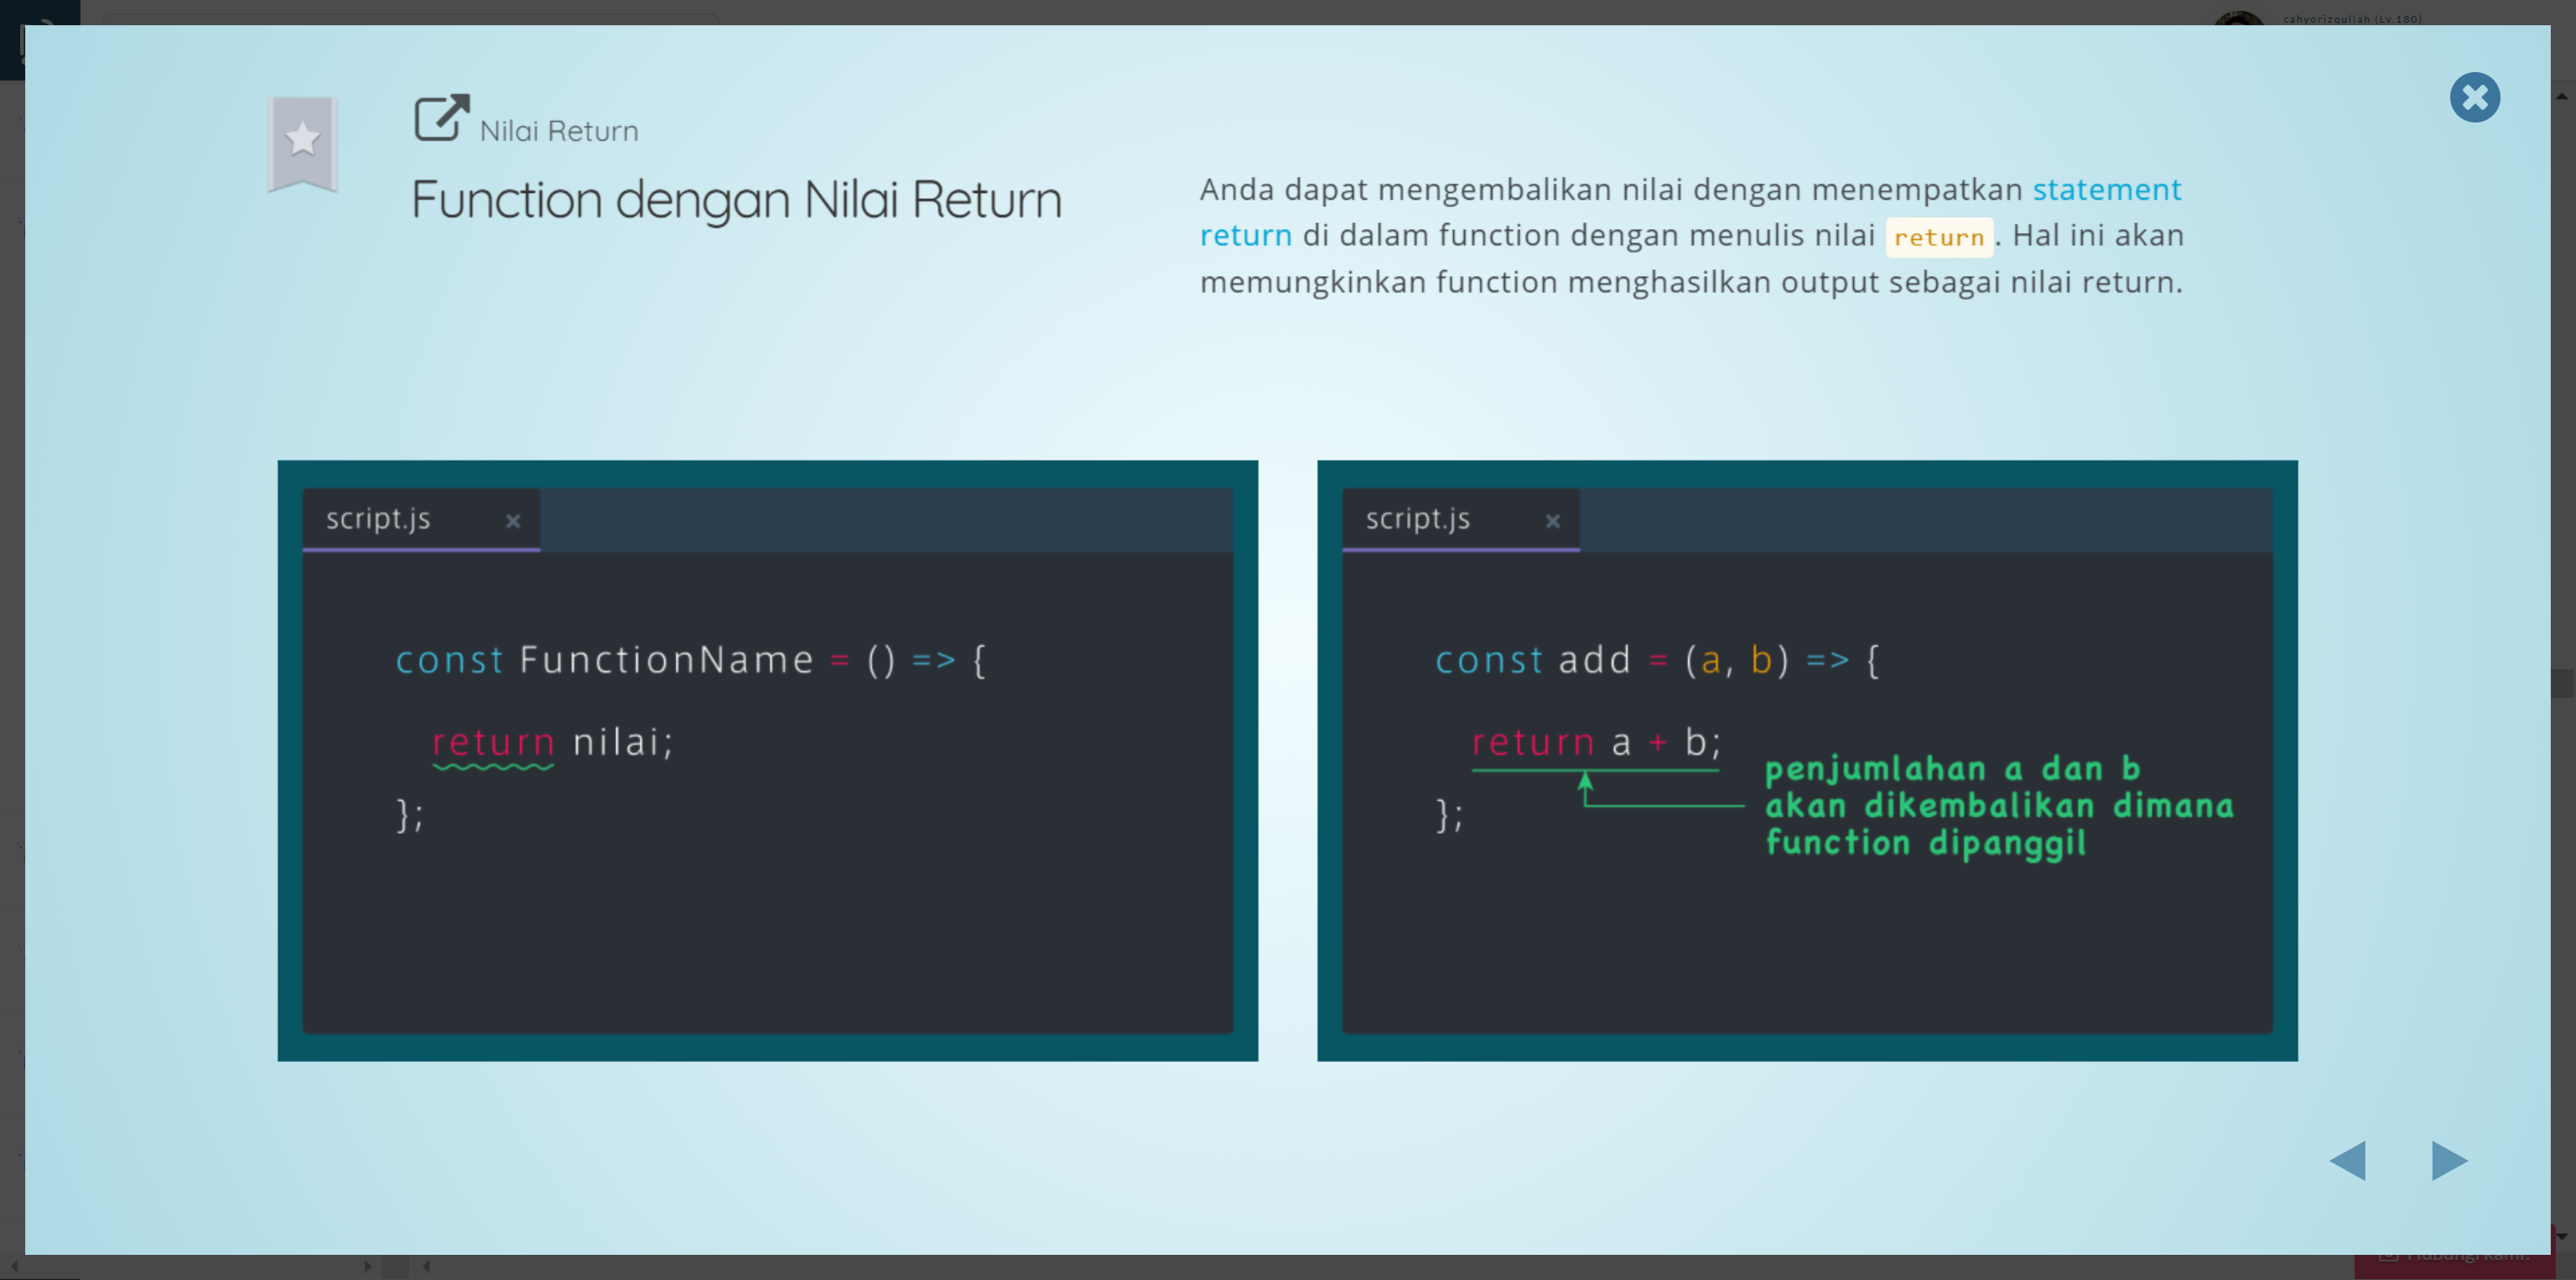 cahyorizqullah (Lv.180)
Nilai Return
Function dengan Nilai Return
Anda dapat mengembalikan nilai dengan menempatkan statement
return di dalam function dengan menulis nilai return. Hal ini akan
memungkinkan function menghasilkan output sebagai nilai return.
script.js ×
const FunctionName = () => {
return nilai;
};
script.js ×
const add = (a, b) => {
return a + b;
};
penjumlahan a dan b
akan dikembalikan dimana
function dipanggil
Hubungi kami!